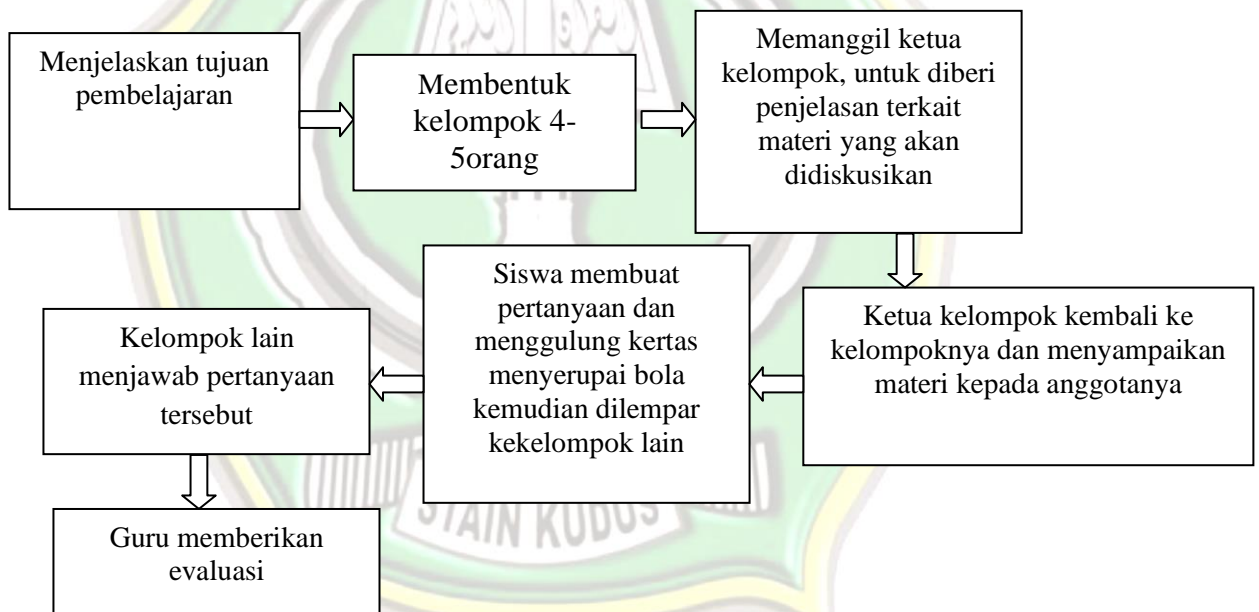 Menjelaskan tujuan
pembelajaran
Membentuk
kelompok 4-
5orang
Memanggil ketua
kelompok, untuk diberi
penjelasan terkait
materi yang akan
didiskusikan
Ketua kelompok kembali ke
kelompoknya dan menyampaikan
materi kepada anggotanya
Siswa membuat
pertanyaan dan
menggulung kertas
menyerupai bola
kemudian dilempar
kekelompok lain
Kelompok lain
menjawab pertanyaan
tersebut
Guru memberikan
evaluasi
STAIN KUDUS